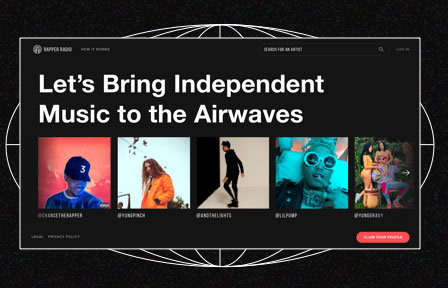 RAPPER RADIO
HOW IT WORKS
SEARCH FOR AN ARTIST
LOG IN
Let's Bring Independent
Music to the Airwaves
3
@CHANCETHERAPPER
@YUNGPINCH
@ANDTHELIGHTS
@LILPUMP
@YUNGGRAVY
LEGAL
PRIVACY POLICY
CLAIM YOUR PROFILE